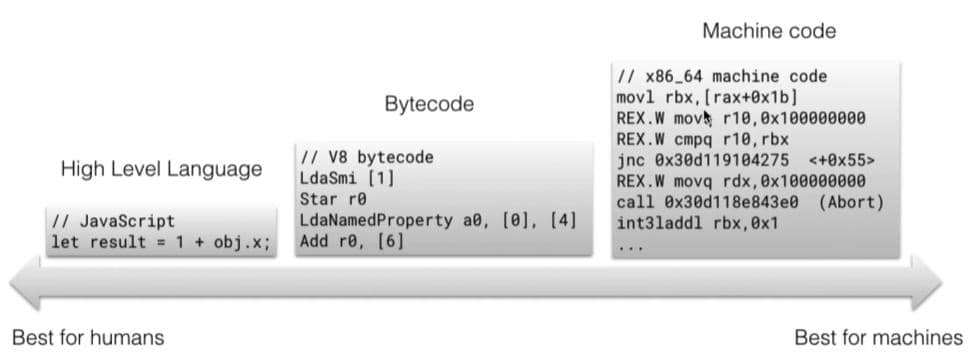 High Level Language
// JavaScript
let result = 1 + obj.x;
Bytecode
// V8 bytecode
LdaSmi [1]
Star r0
LdaNamedProperty a0, [0], [4]
Add r0, [6]
Machine code
// x86_64 machine code
movl rbx,[rax+0x1b]
REX.W movq r10,0x100000000
REX.W cmpq r10,rbx
jnc 0x30d119104275 <+0x55>
REX.W movq rdx,0x100000000
call 0x30d118e843e0 (Abort)
int3laddl rbx,0x1
...
Best for humans
Best for machines